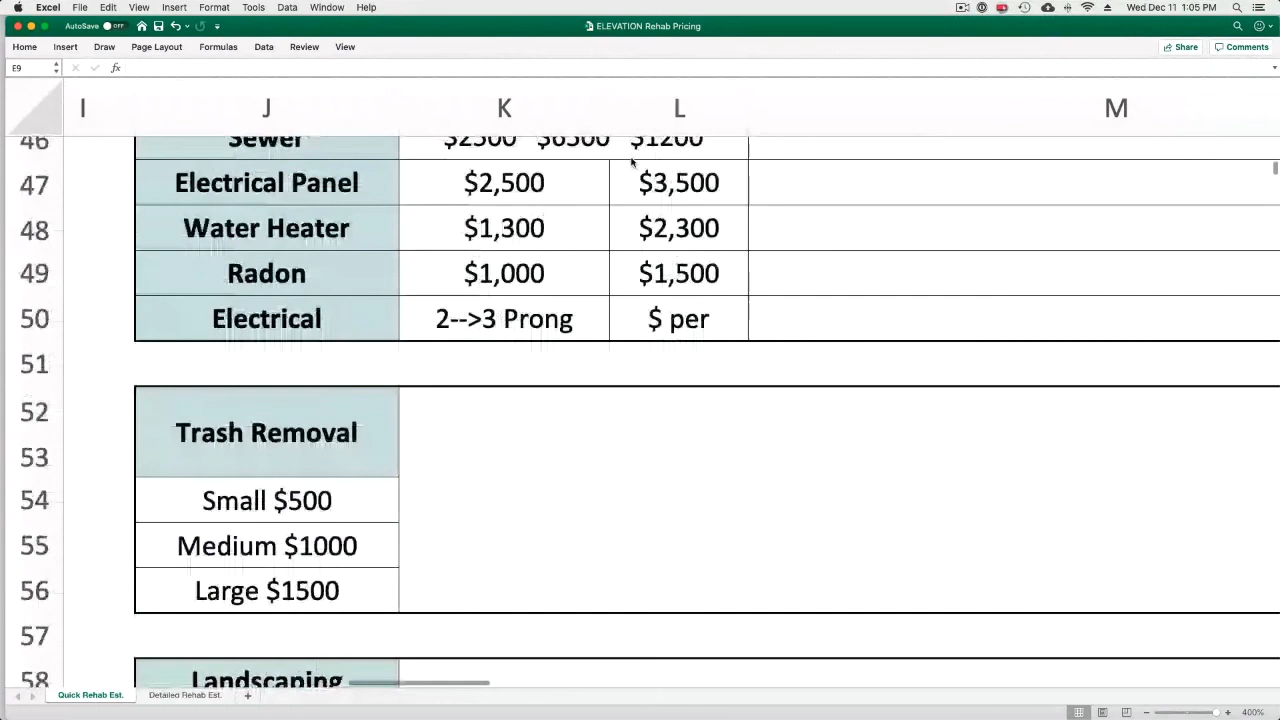 Excel File Edit View Insert Format Tools Data Window Help Wed Dec 11 1:05 PM
AutoSave OFF ELEVATION Rehab Pricing
Home Insert Draw Page Layout Formulas Data Review View Share Comments
E9 fx
I J K L M
46 Sewer $2500 $6500 $1200
47 Electrical Panel $2,500 $3,500
48 Water Heater $1,300 $2,300
49 Radon $1,000 $1,500
50 Electrical 2-->3 Prong $ per
51
52
Trash Removal
53
54 Small $500
55 Medium $1000
56 Large $1500
57
58 Landscaping
Quick Rehab Est. Detailed Rehab Est. +
400%